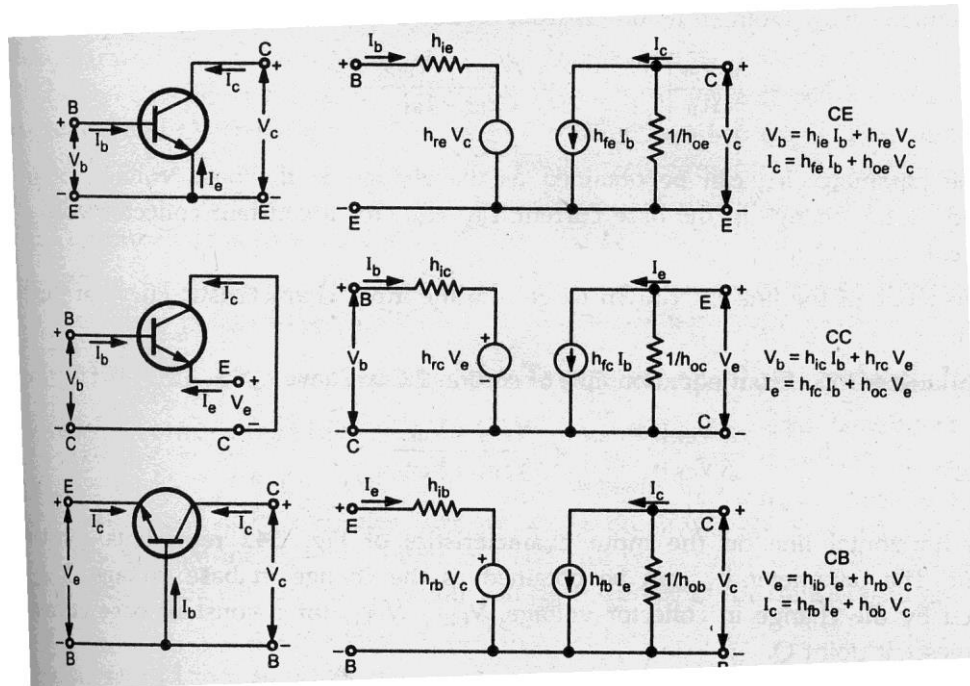 C
+
I_c
B
+
I_b
V_b
V_c
I_e
−
E
E
−
I_b
h_ie
+
B
h_re V_c
−
E
I_c
C
+
h_fe I_b
1/h_oe
V_c
E
−
CE
V_b = h_ie I_b + h_re V_c
I_c = h_fe I_b + h_oe V_c
I_c
B
+
I_b
E
+
V_b
I_e
V_e
−
C
C
−
I_b
h_ic
+
B
V_b
+
h_rc V_e
−
−
C
I_e
E
+
h_fc I_b
1/h_oc
V_e
C
−
CC
V_b = h_ic I_b + h_rc V_e
I_e = h_fc I_b + h_oc V_e
E
+
I_c
C
+
I_c
V_e
V_c
I_b
−
B
B
−
I_e
h_ib
+
E
+
h_rb V_c
−
−
B
I_c
C
+
h_fb I_e
1/h_ob
V_c
B
−
CB
V_e = h_ib I_e + h_rb V_c
I_c = h_fb I_e + h_ob V_c